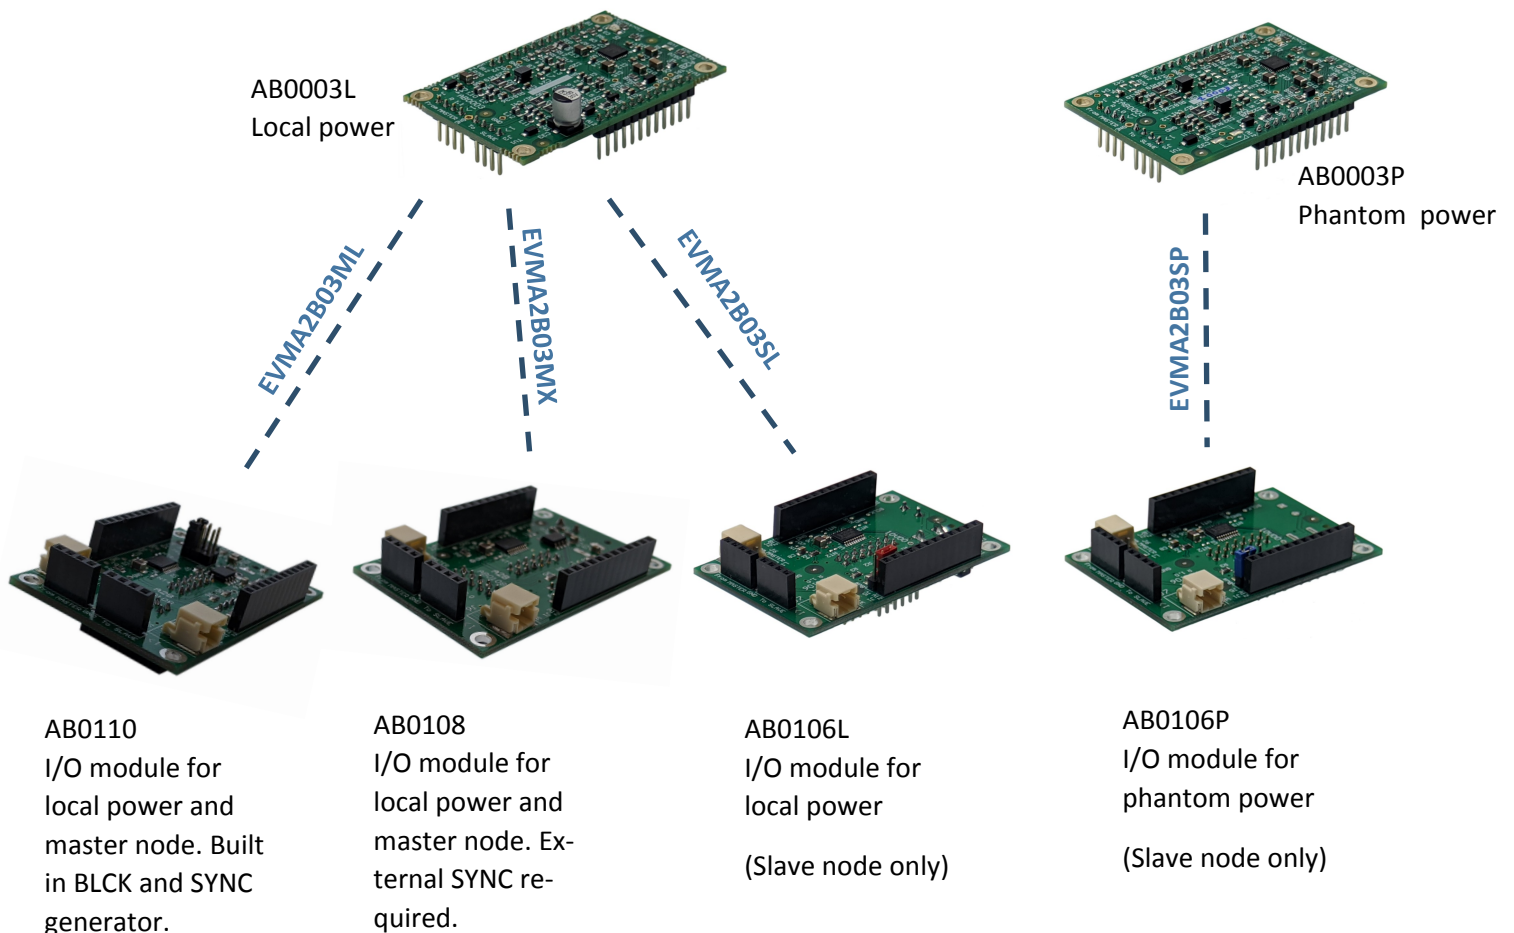 AB0003L
Local power
AB0003P
Phantom power
EVMA2B03ML
EVMA2B03MX
EVMA2B03SL
EVMA2B03SP
AB0110
I/O module for
local power and
master node. Built
in BLCK and SYNC
generator.
AB0108
I/O module for
local power and
master node. Ex-
ternal SYNC re-
quired.
AB0106L
I/O module for
local power
(Slave node only)
AB0106P
I/O module for
phantom power
(Slave node only)